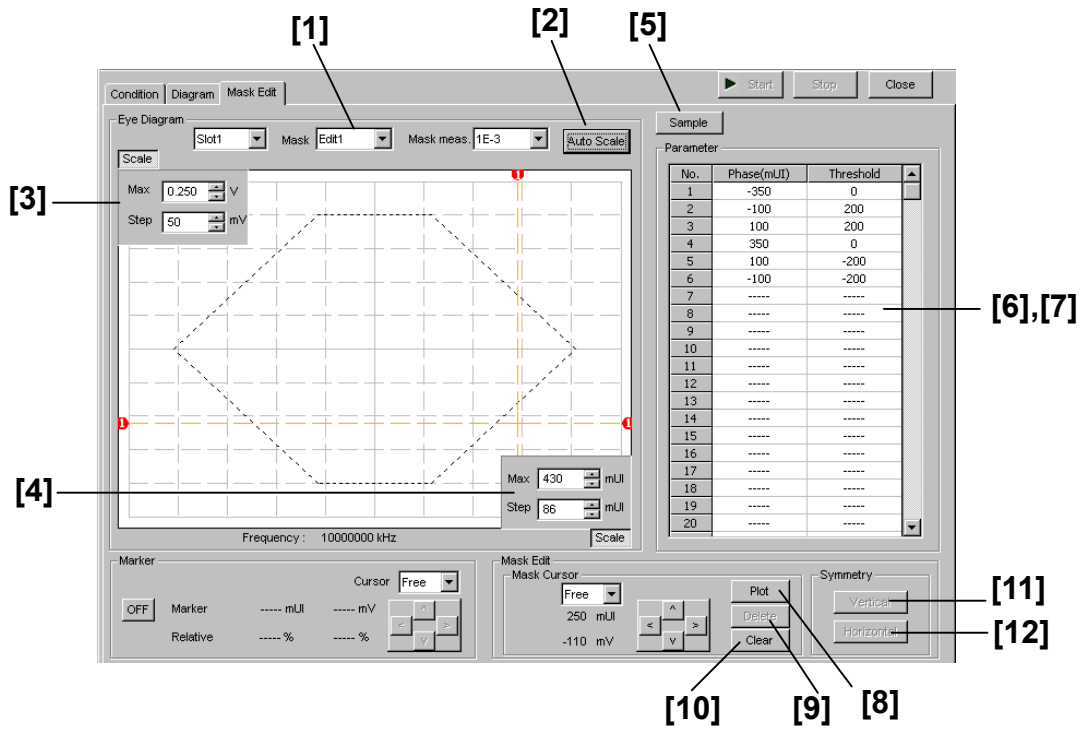 [1]
[2]
[5]
Start
Stop
Close
Condition
Diagram
Mask Edit
Sample
Eye Diagram
Slot1
Mask
Edit1
Mask meas.
1E-3
Auto Scale
Parameter
Scale
[3]
Max 0.250 V
Step 50 mV
1
No. Phase(mUI) Threshold
1 -350 0
2 -100 200
3 100 200
4 350 0
5 100 -200
6 -100 -200
7 ----- -----
8 ----- -----
9 ----- -----
10 ----- -----
11 ----- -----
12 ----- -----
13 ----- -----
14 ----- -----
15 ----- -----
16 ----- -----
17 ----- -----
18 ----- -----
19 ----- -----
20 ----- -----
[6],[7]
1
1
[4]
Max 430 mUI
Step 86 mUI
Frequency : 10000000 kHz
Scale
Marker
Cursor Free
OFF
Marker ----- mUI ----- mV
Relative ----- % ----- %
^
< >
v
Mask Edit
Mask Cursor
Free
250 mUI
-110 mV
^
< >
v
Plot
Delete
Clear
Symmetry
Vertical
Horizontal
[11]
[12]
[10]
[9]
[8]